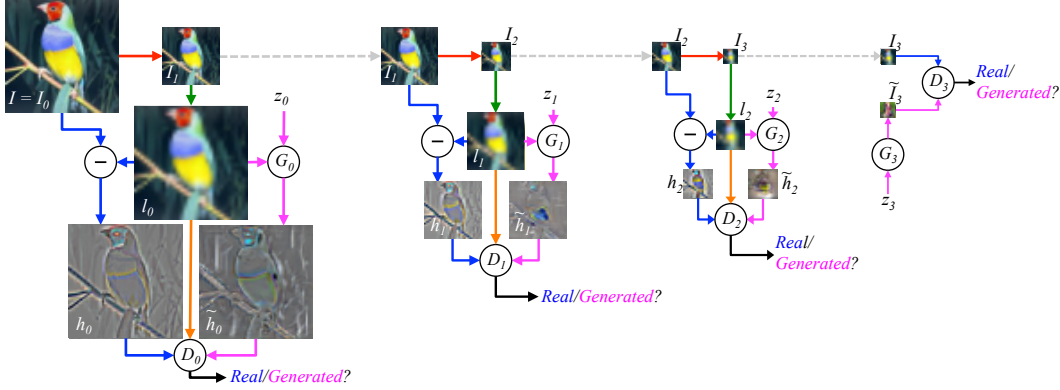 I = I₀
I₁
z₀
−
G₀
l₀
h₀
h̃₀
D₀
Real/Generated?
I₁
I₂
z₁
−
l₁
G₁
h₁
h̃₁
D₁
Real/Generated?
I₂
I₃
z₂
−
l₂
G₂
h₂
h̃₂
D₂
Real/
Generated?
I₃
D₃
Real/
Generated?
Ĩ₃
G₃
z₃